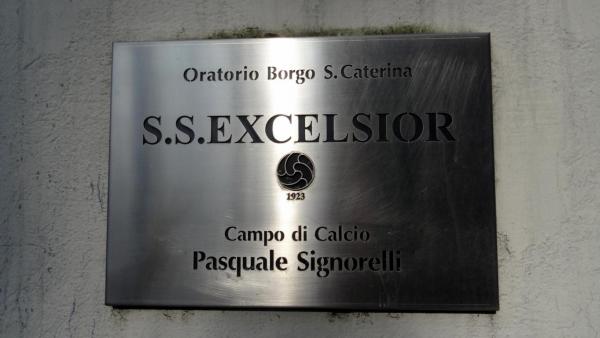 Oratorio Borgo S. Caterina
S.S.EXCELSIOR
1923
Campo di Calcio
Pasquale Signorelli